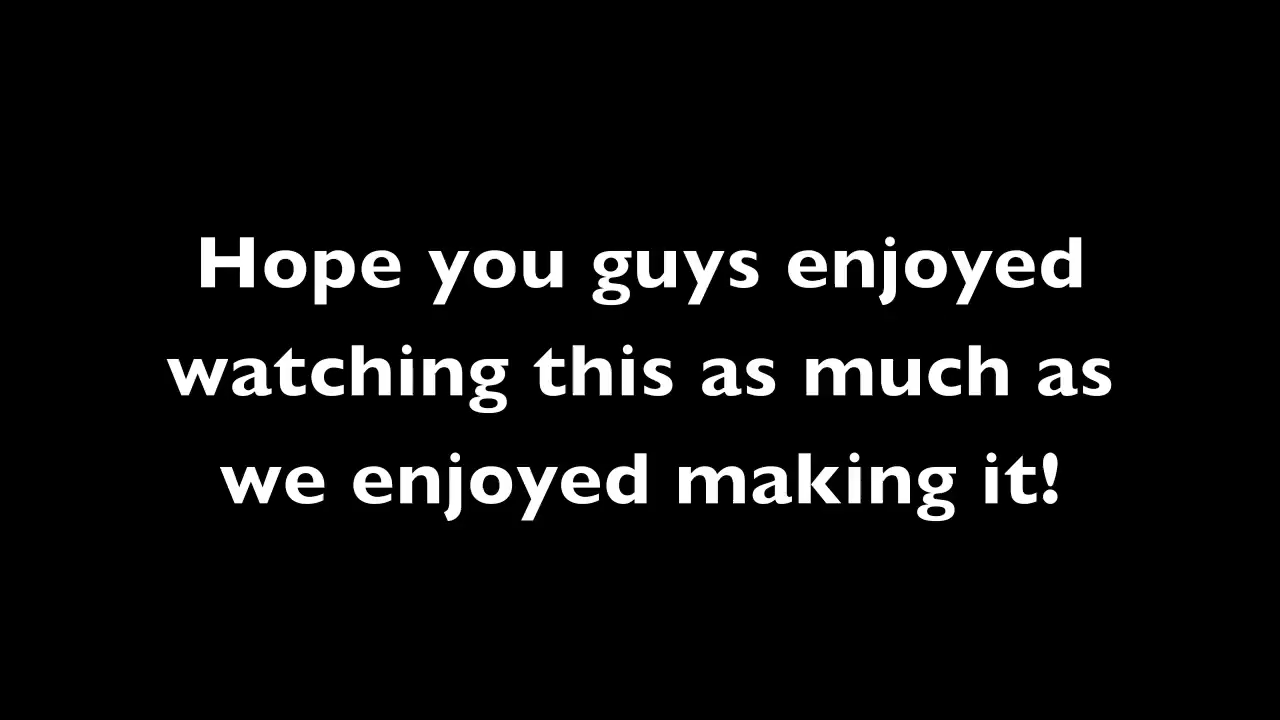 Hope you guys enjoyed
watching this as much as
we enjoyed making it!